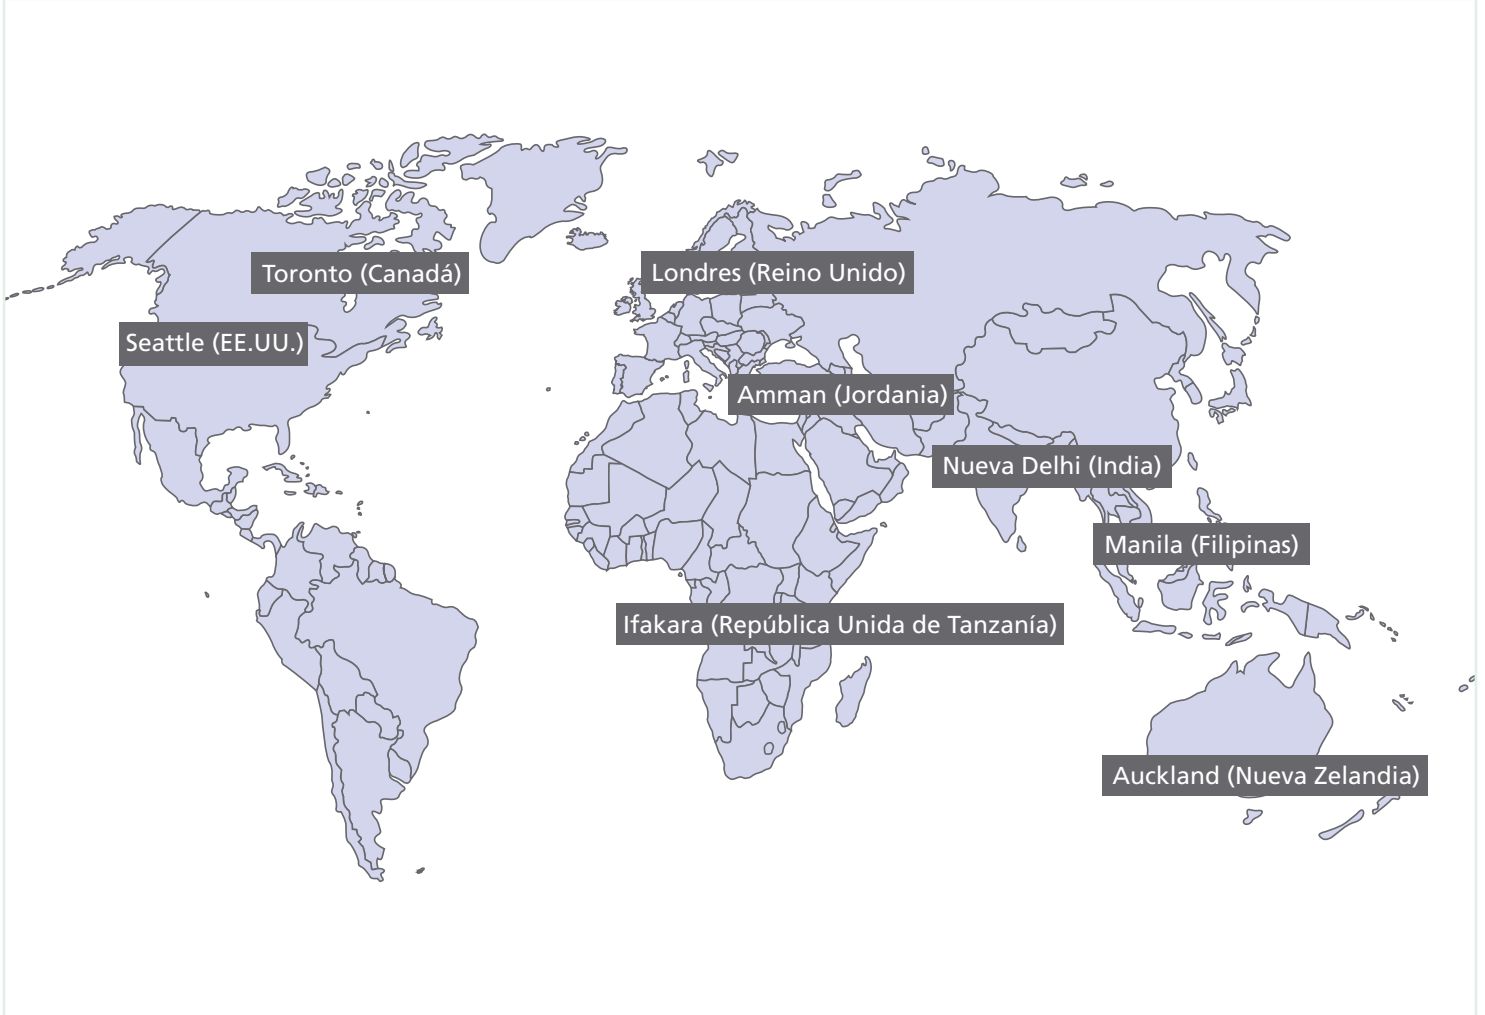 Toronto (Canadá)
Londres (Reino Unido)
Seattle (EE.UU.)
Amman (Jordania)
Nueva Delhi (India)
Manila (Filipinas)
Ifakara (República Unida de Tanzanía)
Auckland (Nueva Zelandia)